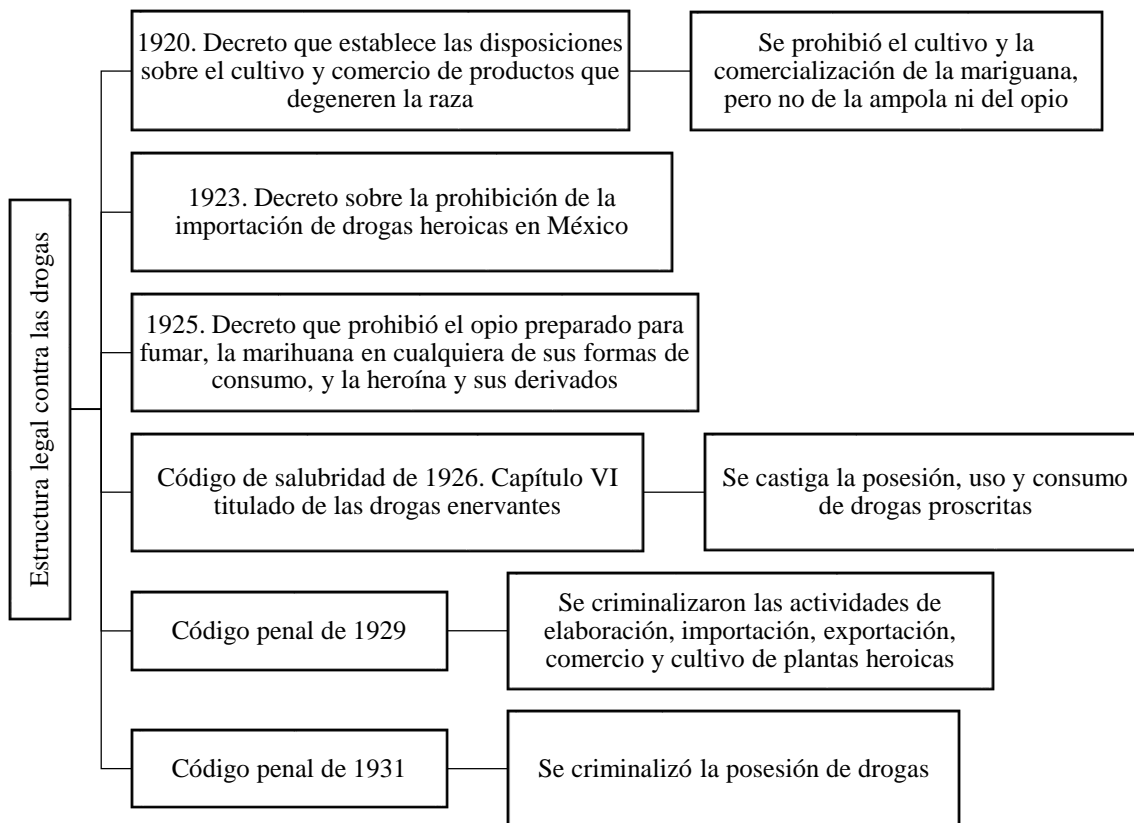 Estructura legal contra las drogas
1920. Decreto que establece las disposiciones
sobre el cultivo y comercio de productos que
degeneren la raza
Se prohibió el cultivo y la
comercialización de la mariguana,
pero no de la ampola ni del opio
1923. Decreto sobre la prohibición de la
importación de drogas heroicas en México
1925. Decreto que prohibió el opio preparado para
fumar, la marihuana en cualquiera de sus formas de
consumo, y la heroína y sus derivados
Código de salubridad de 1926. Capítulo VI
titulado de las drogas enervantes
Se castiga la posesión, uso y consumo
de drogas proscritas
Código penal de 1929
Se criminalizaron las actividades de
elaboración, importación, exportación,
comercio y cultivo de plantas heroicas
Código penal de 1931
Se criminalizó la posesión de drogas